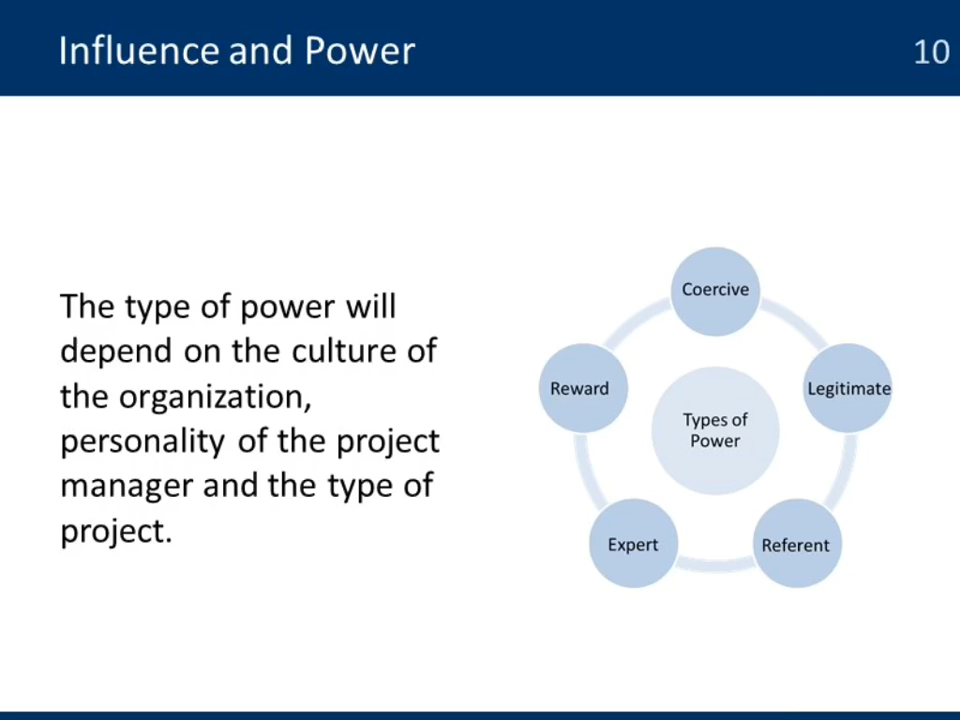 Influence and Power
10
The type of power will
depend on the culture of
the organization,
personality of the project
manager and the type of
project.
Coercive
Reward
Legitimate
Types of
Power
Expert
Referent